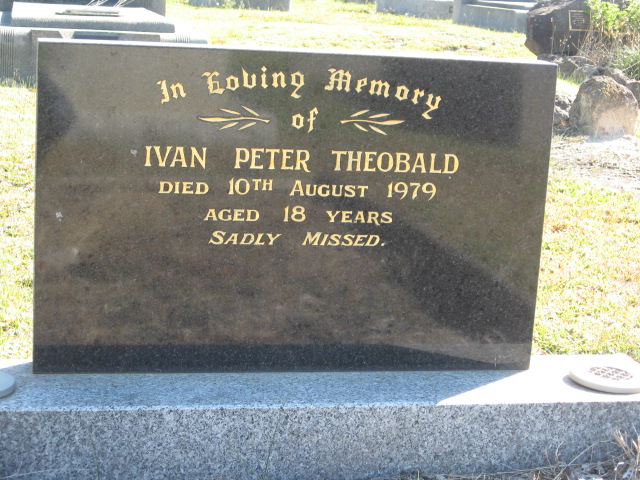 In Loving Memory
of
IVAN PETER THEOBALD
DIED 10TH AUGUST 1979
AGED 18 YEARS
SADLY MISSED.